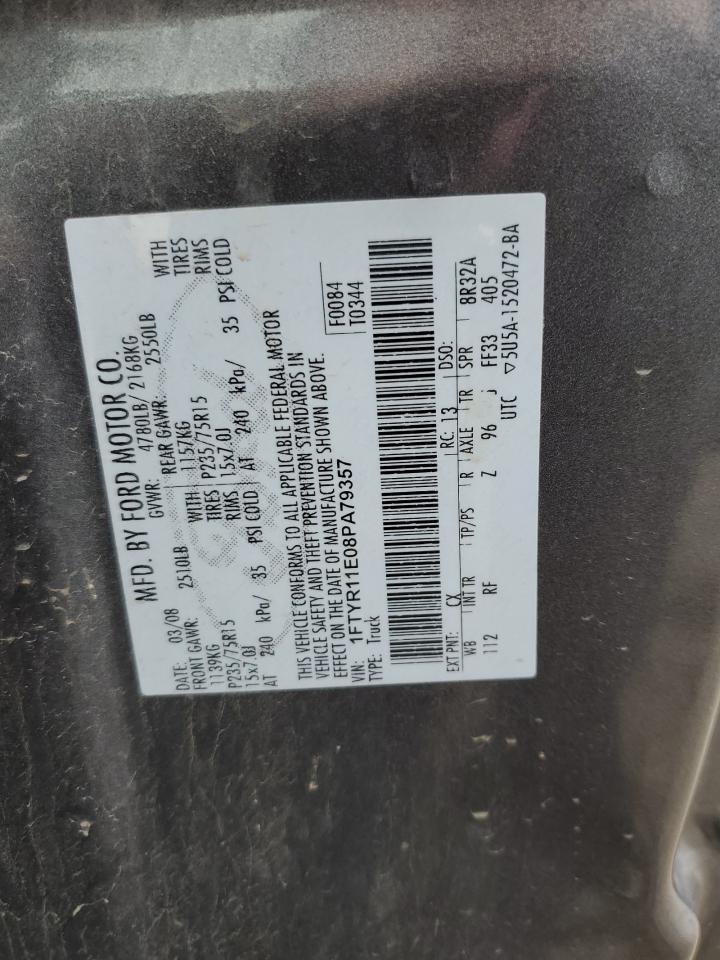 MFD. BY FORD MOTOR CO.
DATE: 03/08 GVWR: 4780LB/ 2168KG
FRONT GAWR: 2510LB REAR GAWR: 2550LB
1139KG WITH 1157KG WITH
P235/75R15 TIRES P235/75R15 TIRES
15x7.0J RIMS 15x7.0J RIMS
AT 240 kPa/ 35 PSI COLD AT 240 kPa/ 35 PSI COLD
THIS VEHICLE CONFORMS TO ALL APPLICABLE FEDERAL MOTOR
VEHICLE SAFETY AND THEFT PREVENTION STANDARDS IN
EFFECT ON THE DATE OF MANUFACTURE SHOWN ABOVE.
VIN: 1FTYR11E08PA79357 F0084
TYPE: Truck T0344
EXT PNT: CX RC: 13 DSO:
WB INT TR TP/PS R AXLE TR SPR 8R32A
112 RF Z 96 J FF33 405
UTC ▽5U5A-1520472-BA